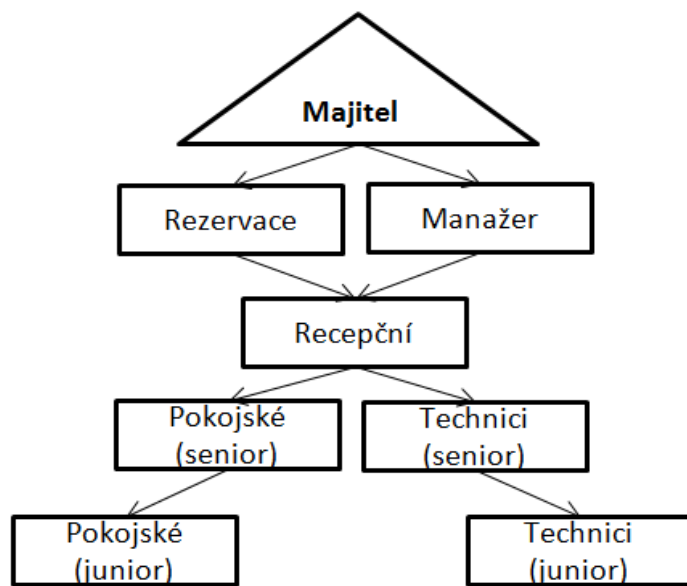 Majitel
Rezervace
Manažer
Recepční
Pokojské
(senior)
Technici
(senior)
Pokojské
(junior)
Technici
(junior)